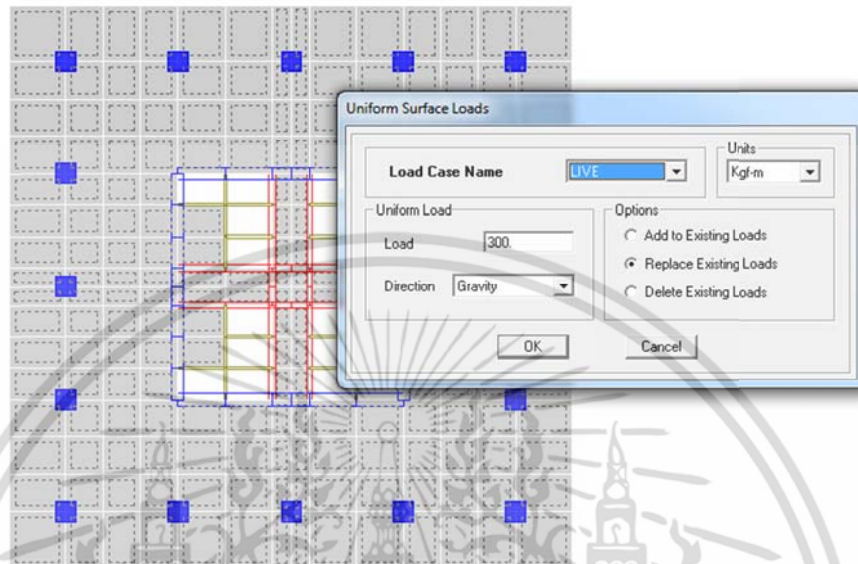 Uniform Surface Loads
Load Case Name LIVE
Units
Kgf-m
Uniform Load
Load 300.
Direction Gravity
Options
Add to Existing Loads
Replace Existing Loads
Delete Existing Loads
OK Cancel